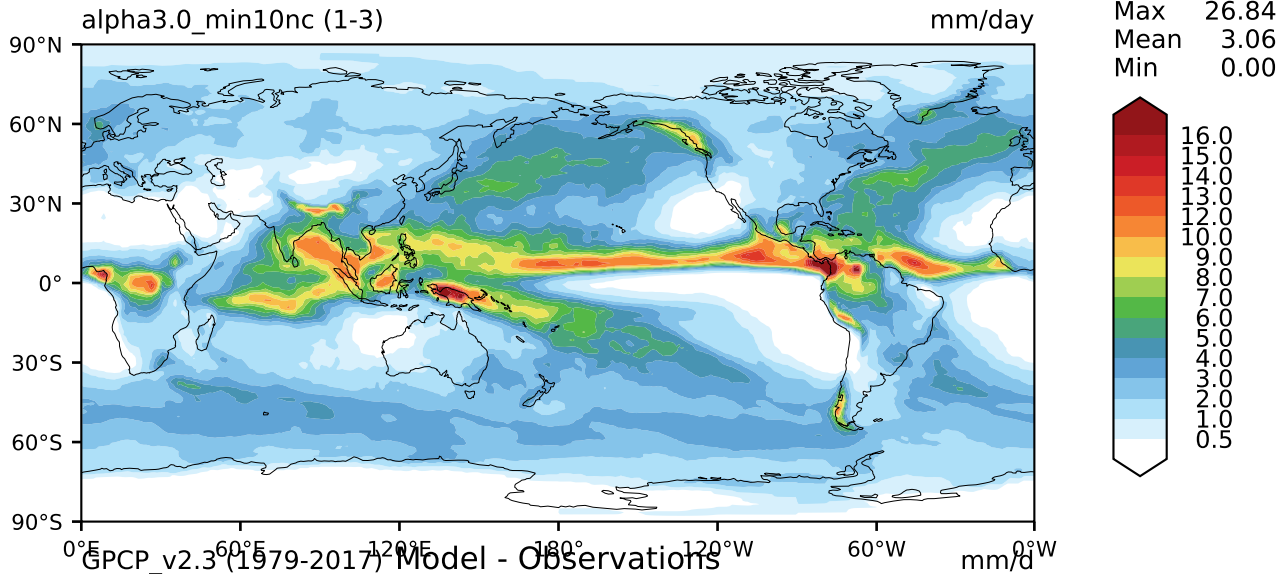 alpha3.0_min10nc (1-3) mm/day
Max 26.84
Mean 3.06
Min 0.00
90°N
60°N
30°N
0°
30°S
60°S
90°S
0°E 60°E 120°E 180° 120°W 60°W 0°W
16.0
15.0
14.0
13.0
12.0
10.0
9.0
8.0
7.0
6.0
5.0
4.0
3.0
2.0
1.0
0.5
GPCP_v2.3 (1979-2017) Model - Observations mm/d